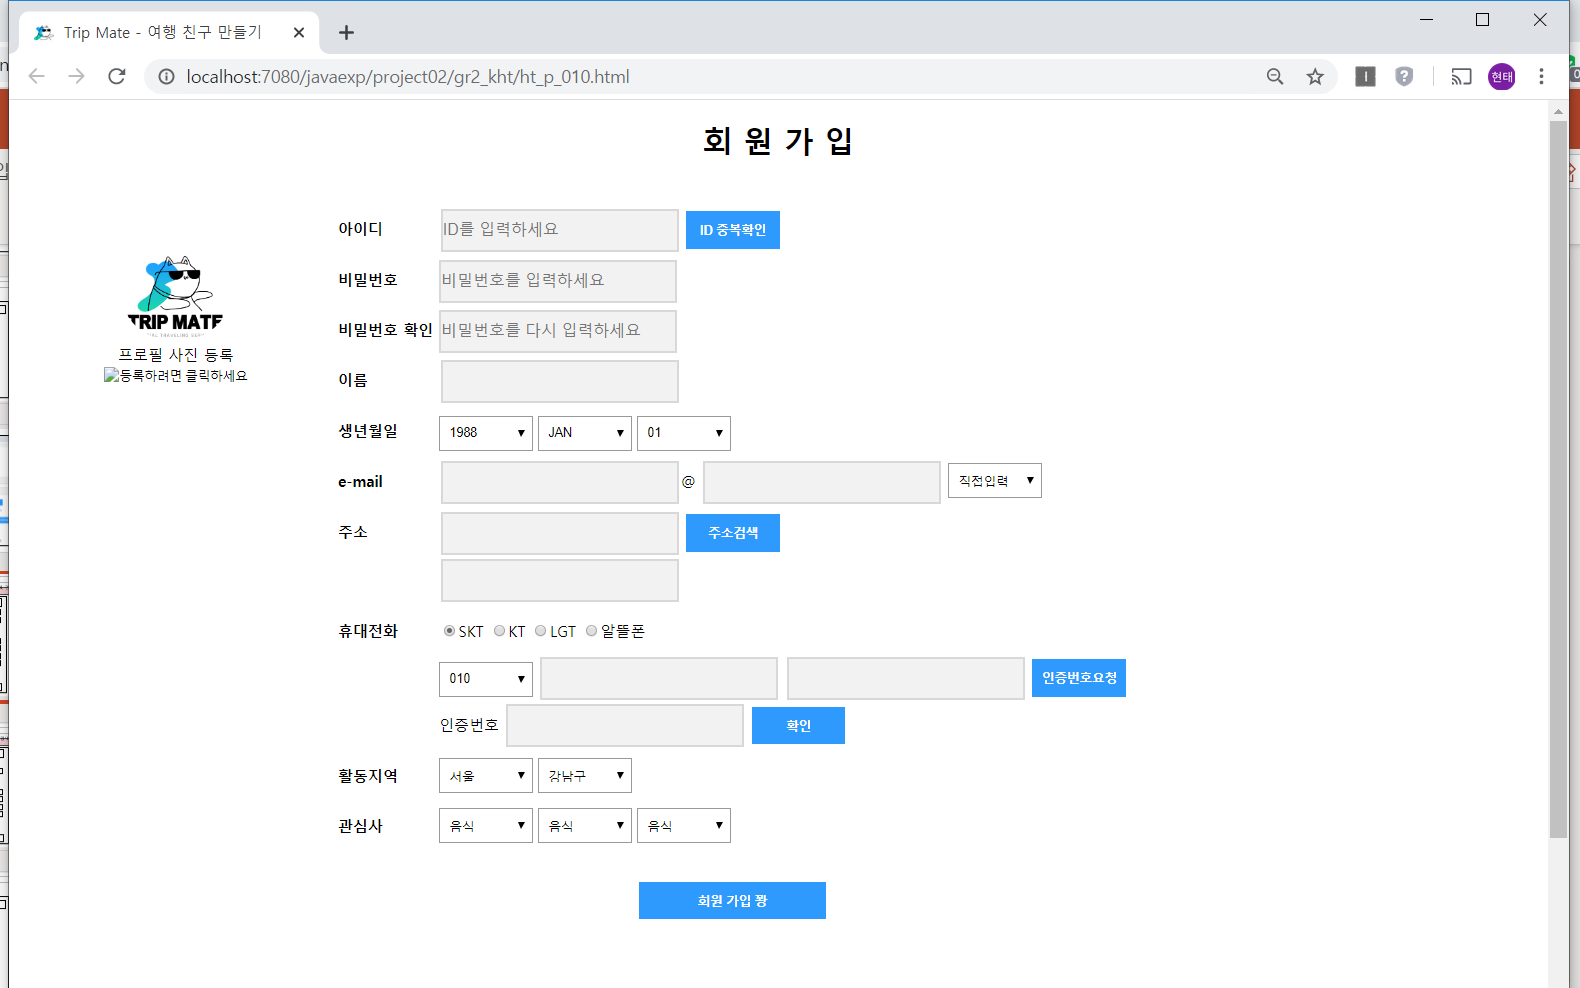 Trip Mate - 여행 친구 만들기
localhost:7080/javaexp/project02/gr2_kht/ht_p_010.html
현태
회 원 가 입
TRIP MATE
프로필 사진 등록
등록하려면 클릭하세요
아이디 ID를 입력하세요 ID 중복확인
비밀번호 비밀번호를 입력하세요
비밀번호 확인 비밀번호를 다시 입력하세요
이름
생년월일 1988 JAN 01
e-mail @ 직접입력
주소 주소검색
휴대전화 SKT KT LGT 알뜰폰
010 인증번호요청
인증번호 확인
활동지역 서울 강남구
관심사 음식 음식 음식
회원 가입 꽝